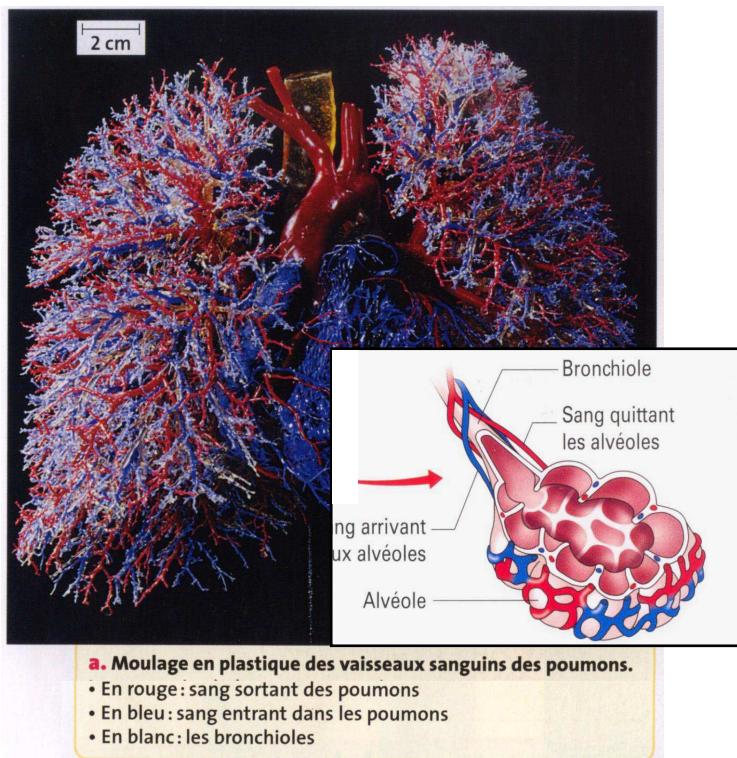 2 cm
Bronchiole
Sang quittant
les alvéoles
ng arrivant
ux alvéoles
Alvéole
a. Moulage en plastique des vaisseaux sanguins des poumons.
• En rouge : sang sortant des poumons
• En bleu : sang entrant dans les poumons
• En blanc : les bronchioles